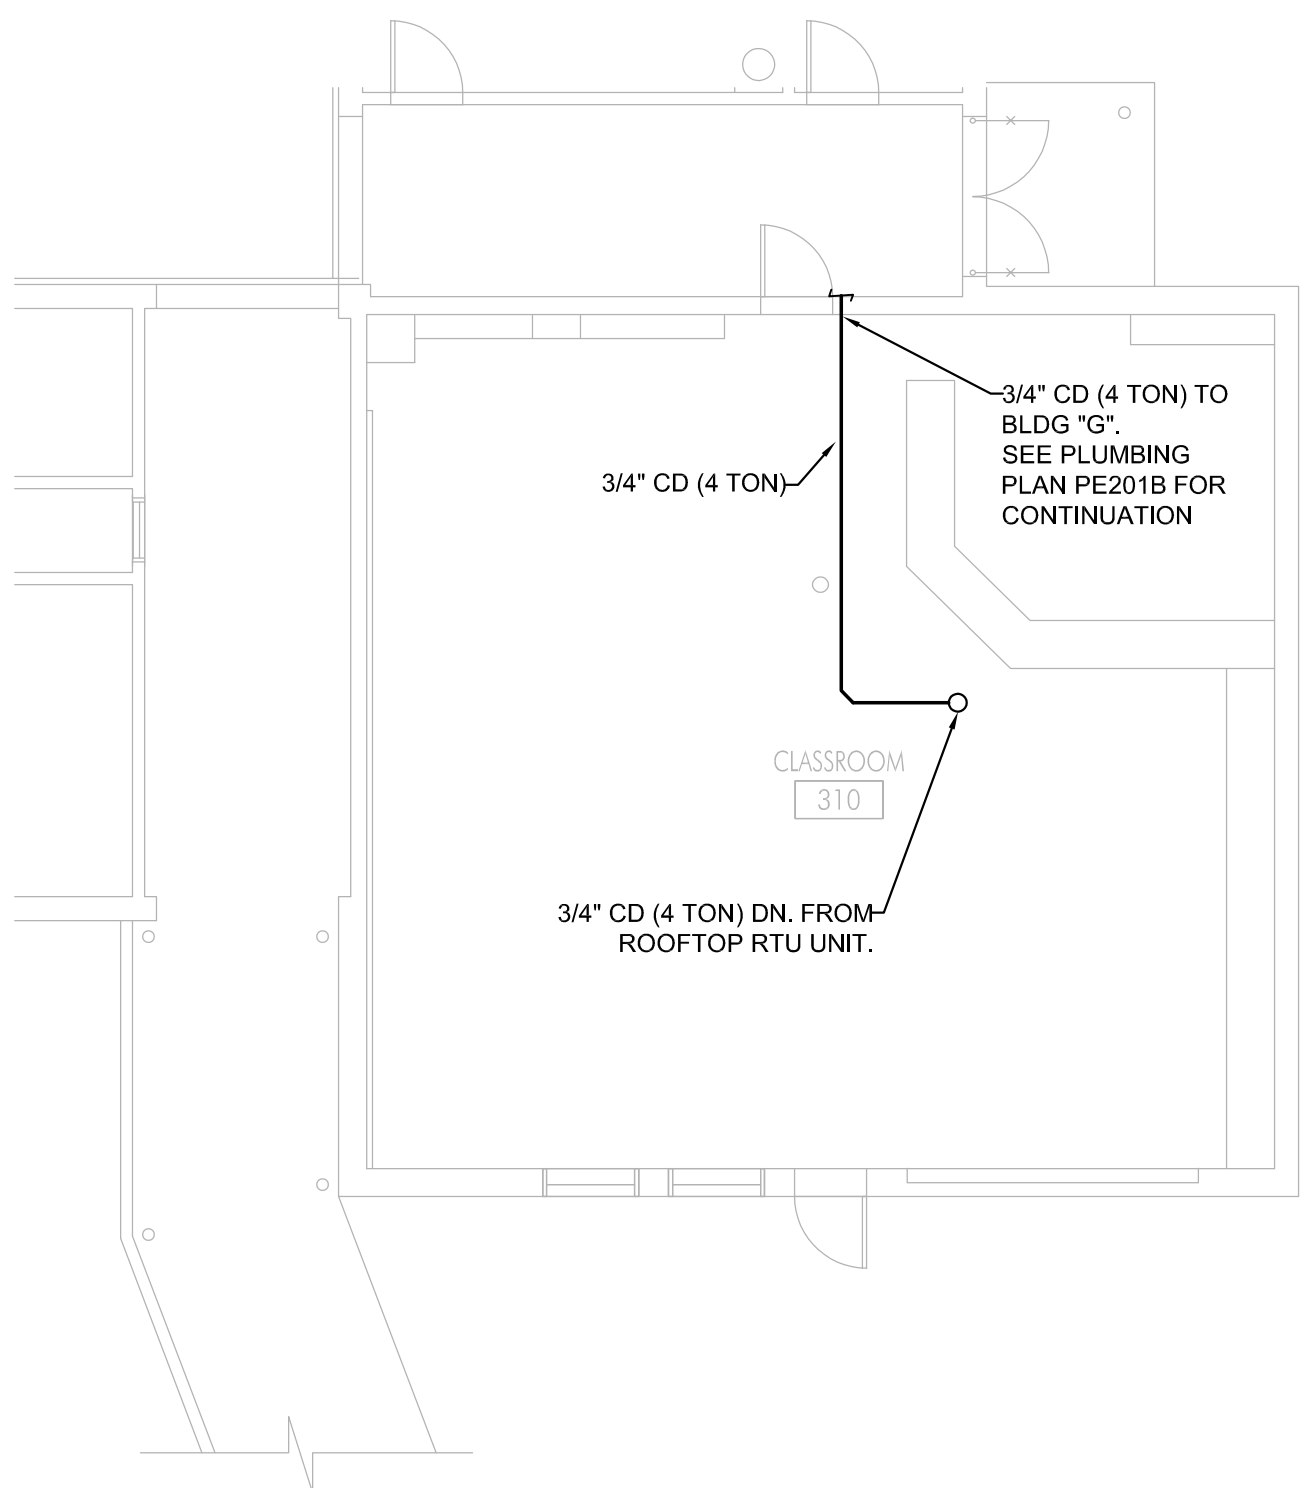 3/4" CD (4 TON) TO
BLDG "G".
SEE PLUMBING
PLAN PE201B FOR
CONTINUATION
3/4" CD (4 TON)
CLASSROOM
310
3/4" CD (4 TON) DN. FROM
ROOFTOP RTU UNIT.